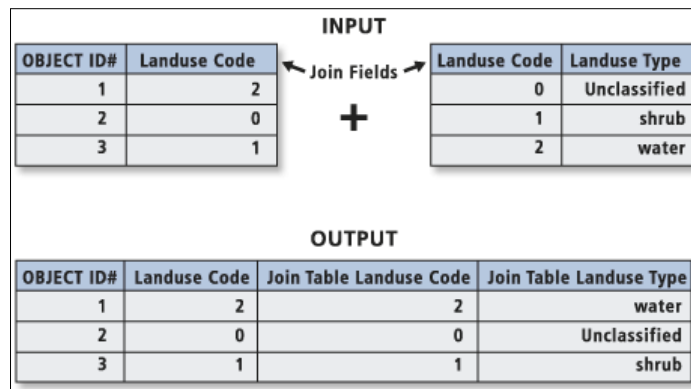 INPUT
OBJECT ID# Landuse Code
1 2
2 0
3 1
Join Fields
+
Landuse Code Landuse Type
0 Unclassified
1 shrub
2 water
OUTPUT
OBJECT ID# Landuse Code Join Table Landuse Code Join Table Landuse Type
1 2 2 water
2 0 0 Unclassified
3 1 1 shrub